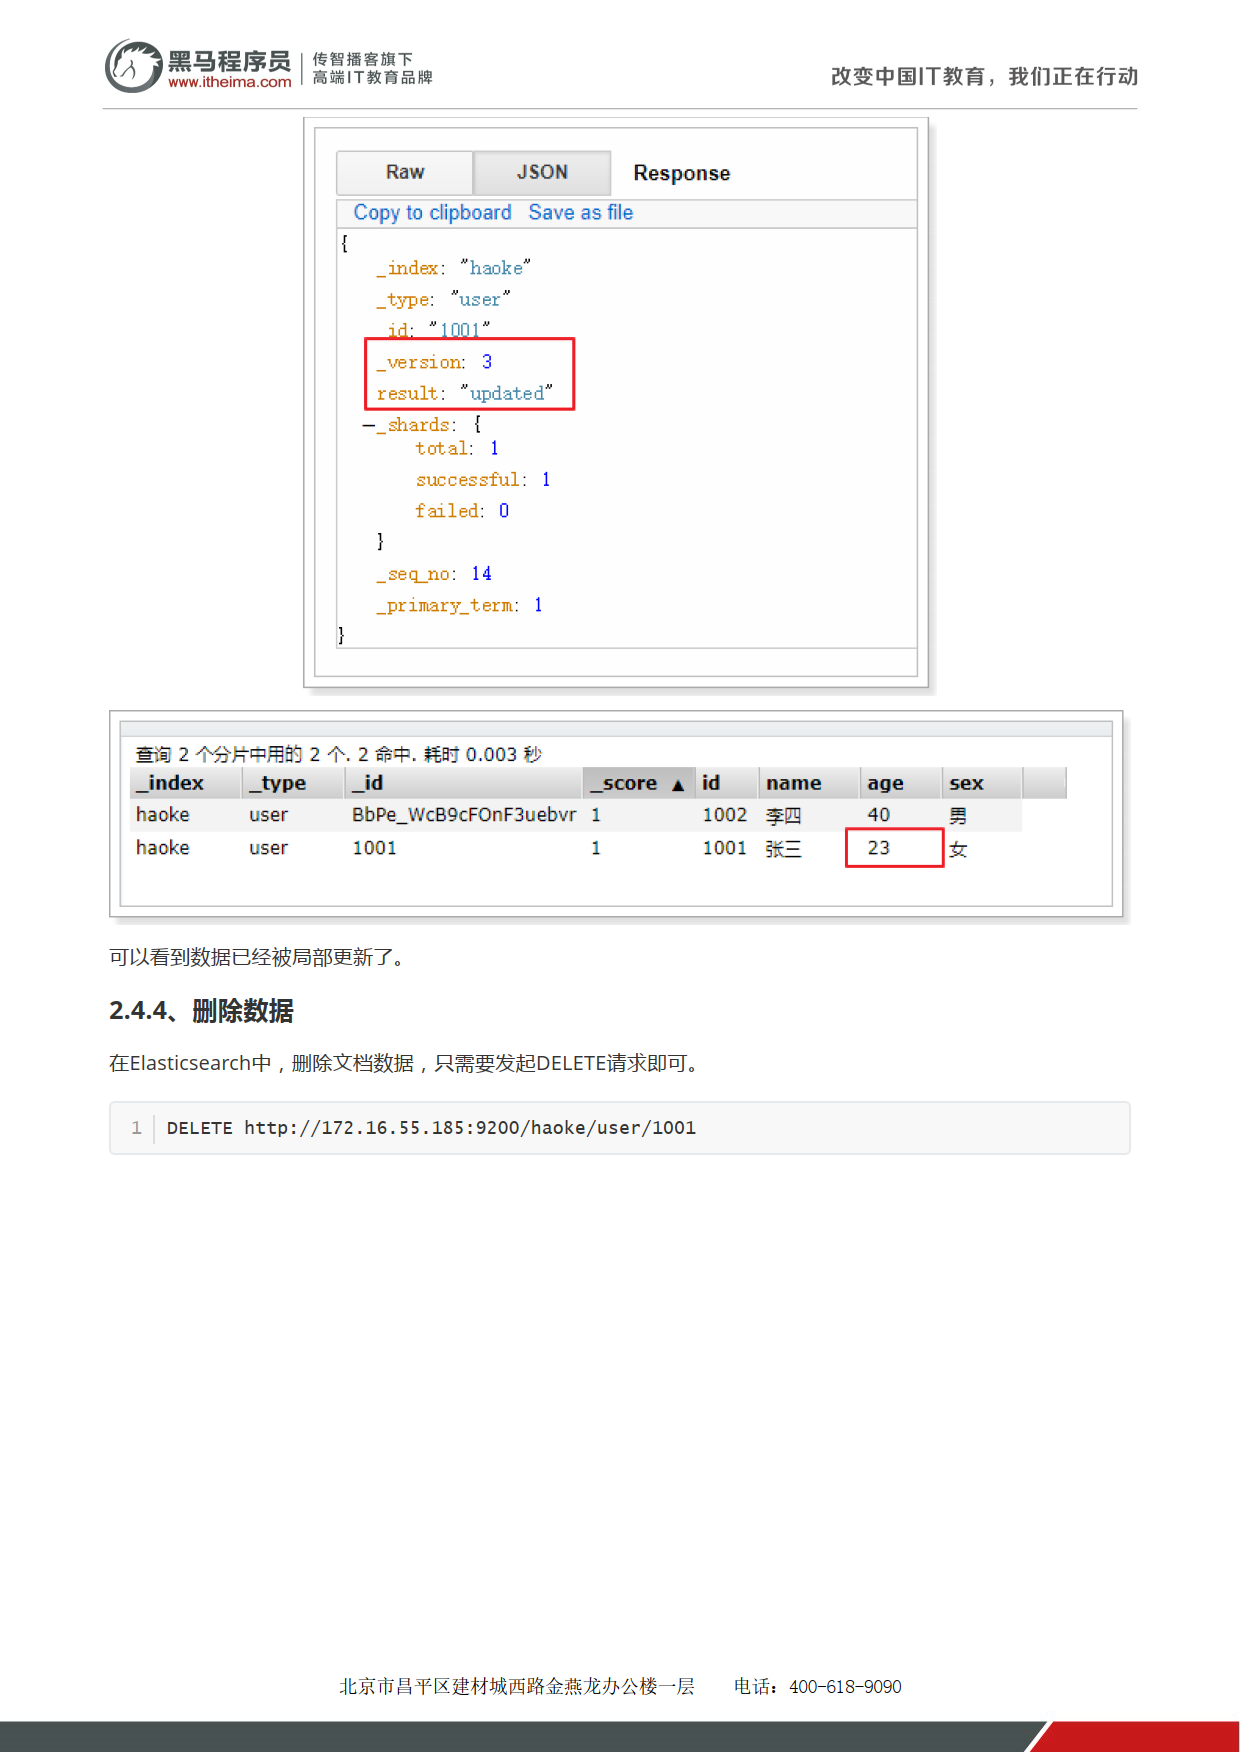 黑马程序员
www.itheima.com
传智播客旗下
高端IT教育品牌
改变中国IT教育，我们正在行动
Raw JSON Response
Copy to clipboard Save as file
{
_index: "haoke"
_type: "user"
_id: "1001"
_version: 3
result: "updated"
—_shards: {
total: 1
successful: 1
failed: 0
}
_seq_no: 14
_primary_term: 1
}
查询 2 个分片中用的 2 个. 2 命中. 耗时 0.003 秒
_index _type _id _score ▲ id name age sex
haoke user BbPe_WcB9cFOnF3uebvr 1 1002 李四 40 男
haoke user 1001 1 1001 张三 23 女
可以看到数据已经被局部更新了。
2.4.4、删除数据
在Elasticsearch中，删除文档数据，只需要发起DELETE请求即可。
1 DELETE http://172.16.55.185:9200/haoke/user/1001
北京市昌平区建材城西路金燕龙办公楼一层 电话：400-618-9090